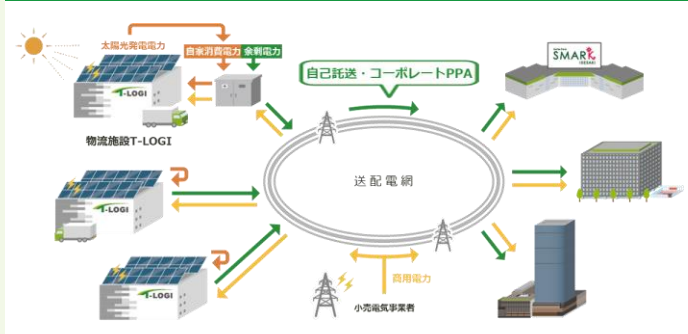 太陽光発電電力
自家消費電力
余剰電力
T-LOGI
物流施設T-LOGI
自己託送・コーポレートPPA
SMARK
T-LOGI
送配電網
T-LOGI
商用電力
小売電気事業者